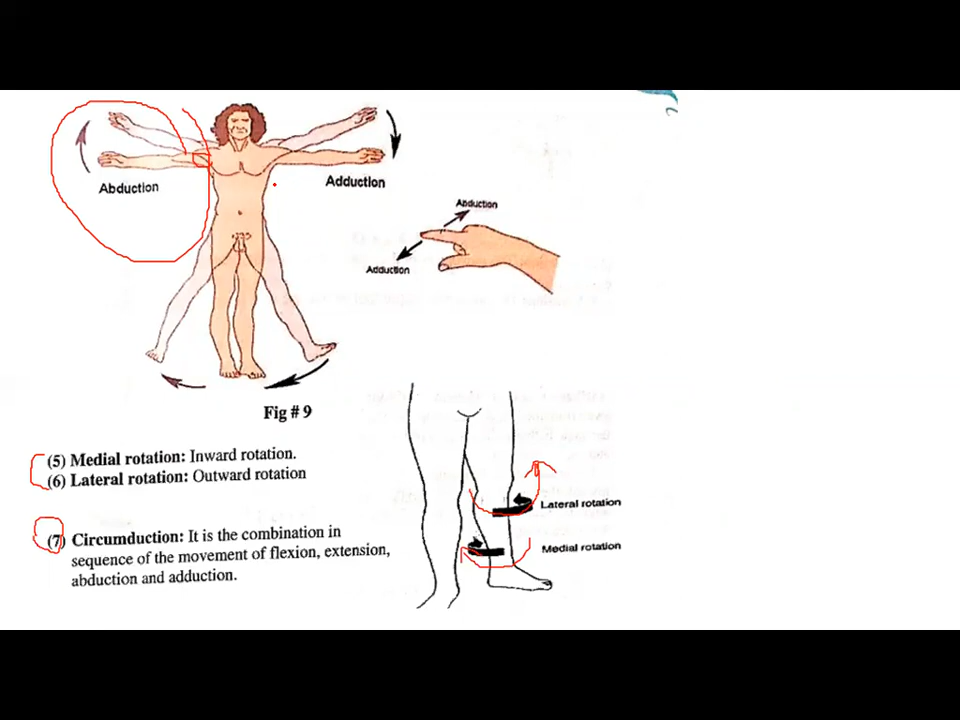 Abduction
Adduction
Abduction
Adduction
Fig # 9
(5) Medial rotation: Inward rotation.
(6) Lateral rotation: Outward rotation
Lateral rotation
(7) Circumduction: It is the combination in
sequence of the movement of flexion, extension,
abduction and adduction.
Medial rotation